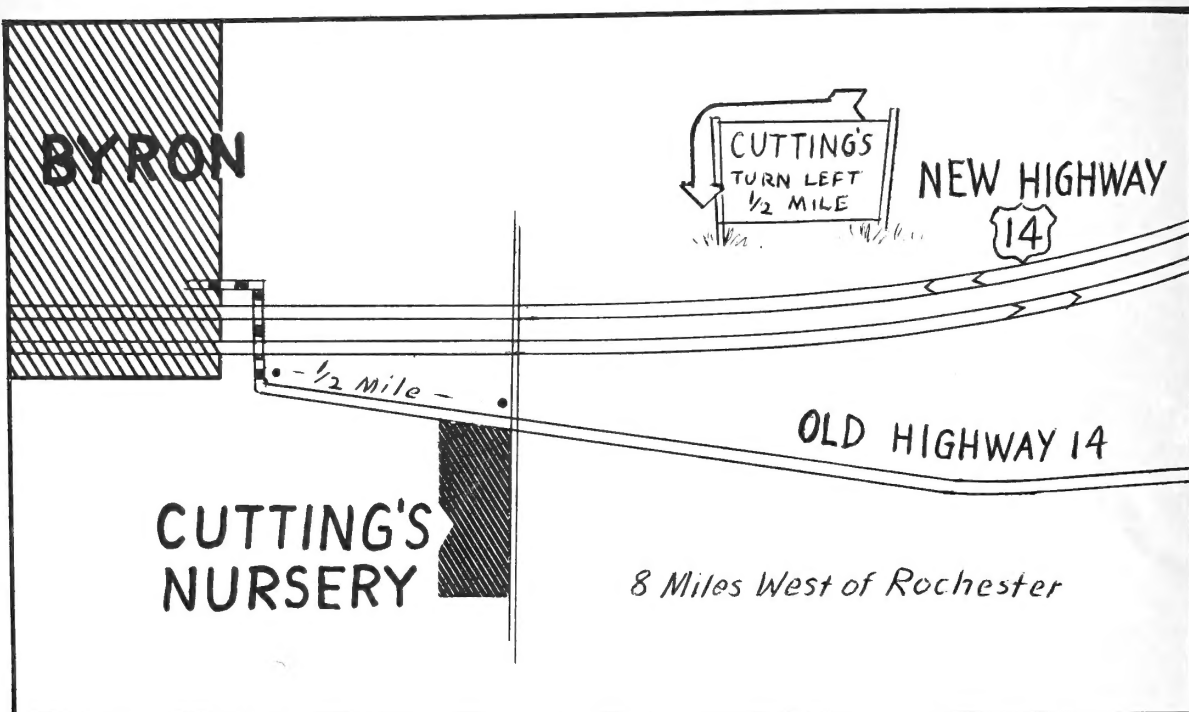 BYRON
CUTTING'S
TURN LEFT
1/2 MILE
NEW HIGHWAY
14
- 1/2 Mile -
OLD HIGHWAY 14
CUTTING'S
NURSERY
8 Miles West of Rochester